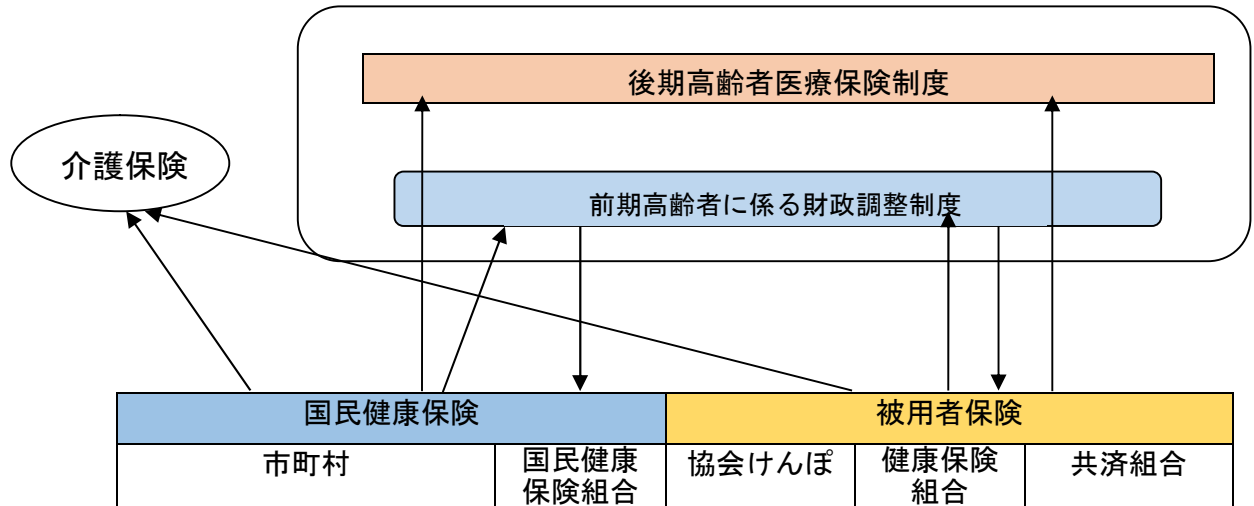 後期高齢者医療保険制度
介護保険
前期高齢者に係る財政調整制度
国民健康保険
被用者保険
市町村
国民健康
保険組合
協会けんぽ
健康保険
組合
共済組合